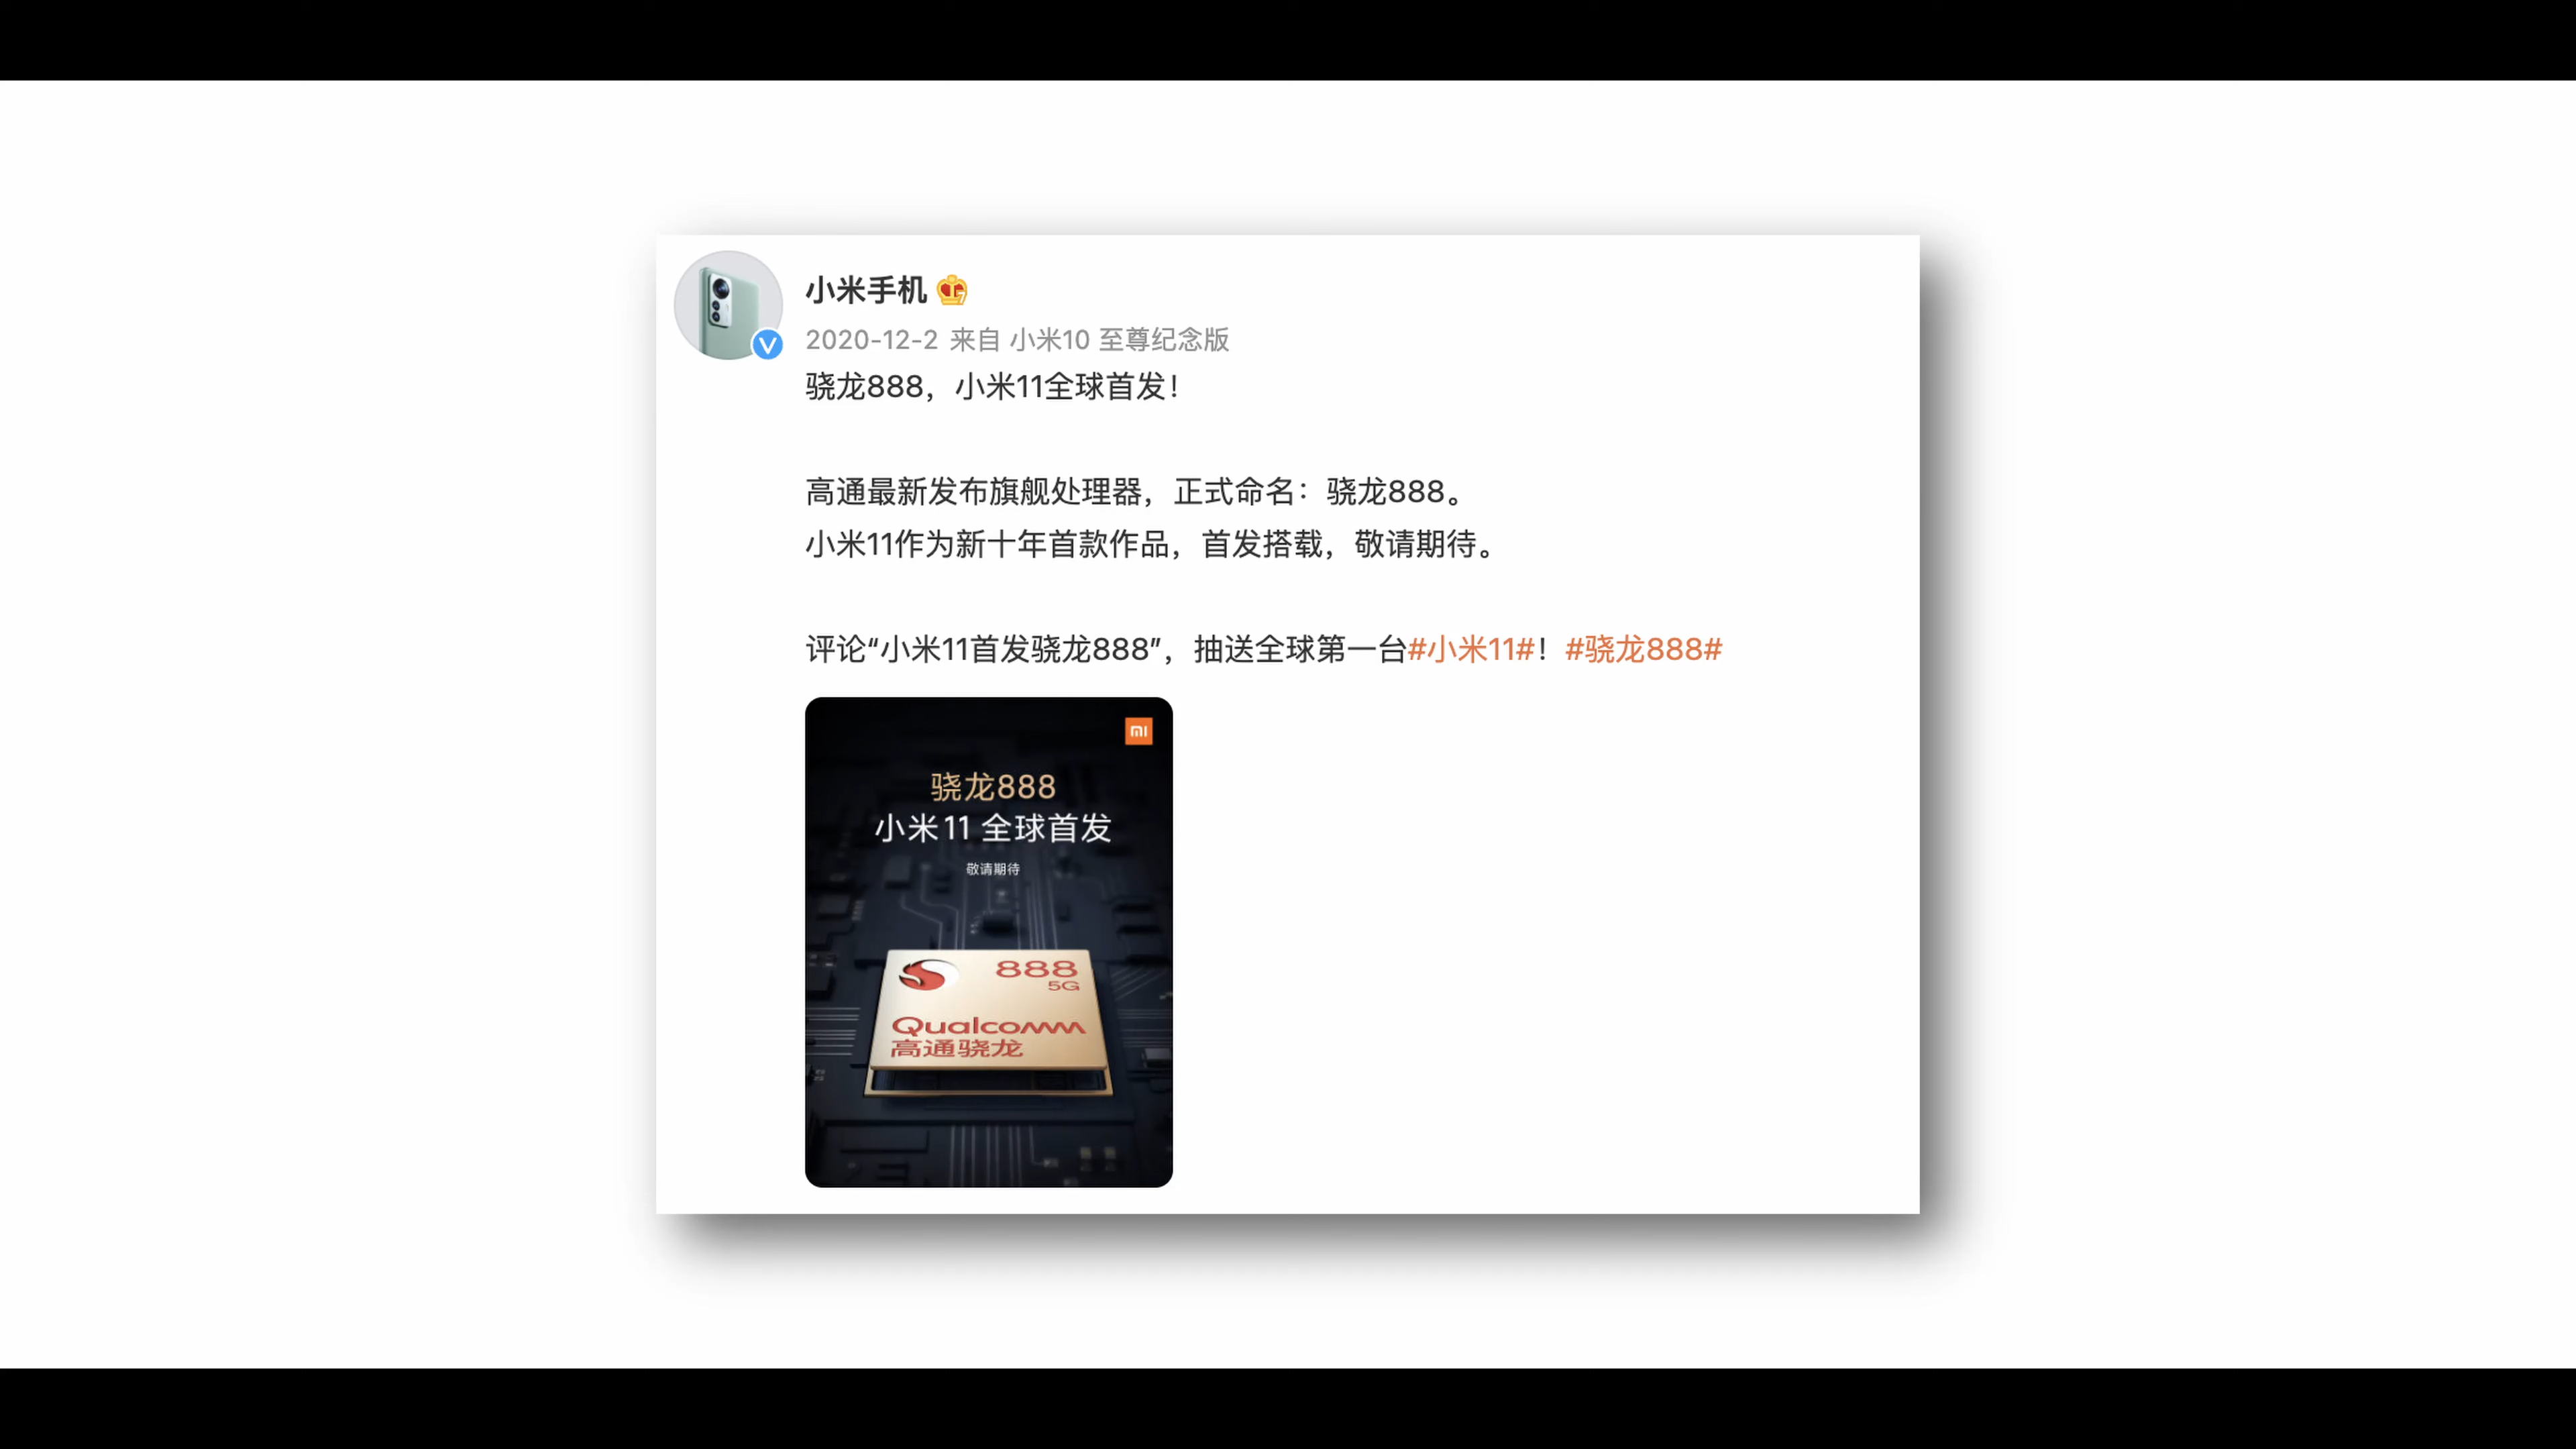 小米手机
2020-12-2 来自 小米10 至尊纪念版
骁龙888，小米11全球首发！
高通最新发布旗舰处理器，正式命名：骁龙888。
小米11作为新十年首款作品，首发搭载，敬请期待。
评论“小米11首发骁龙888”，抽送全球第一台#小米11#！#骁龙888#
骁龙888
小米11 全球首发
敬请期待
888
5G
Qualcomm
高通骁龙